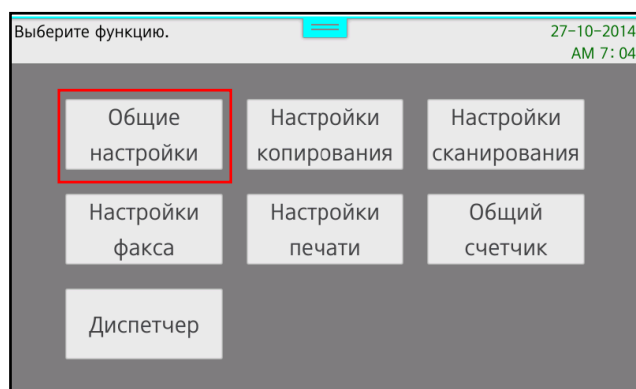 Выберите функцию.
27-10-2014
AM 7:04
Общие
настройки
Настройки
копирования
Настройки
сканирования
Настройки
факса
Настройки
печати
Общий
счетчик
Диспетчер